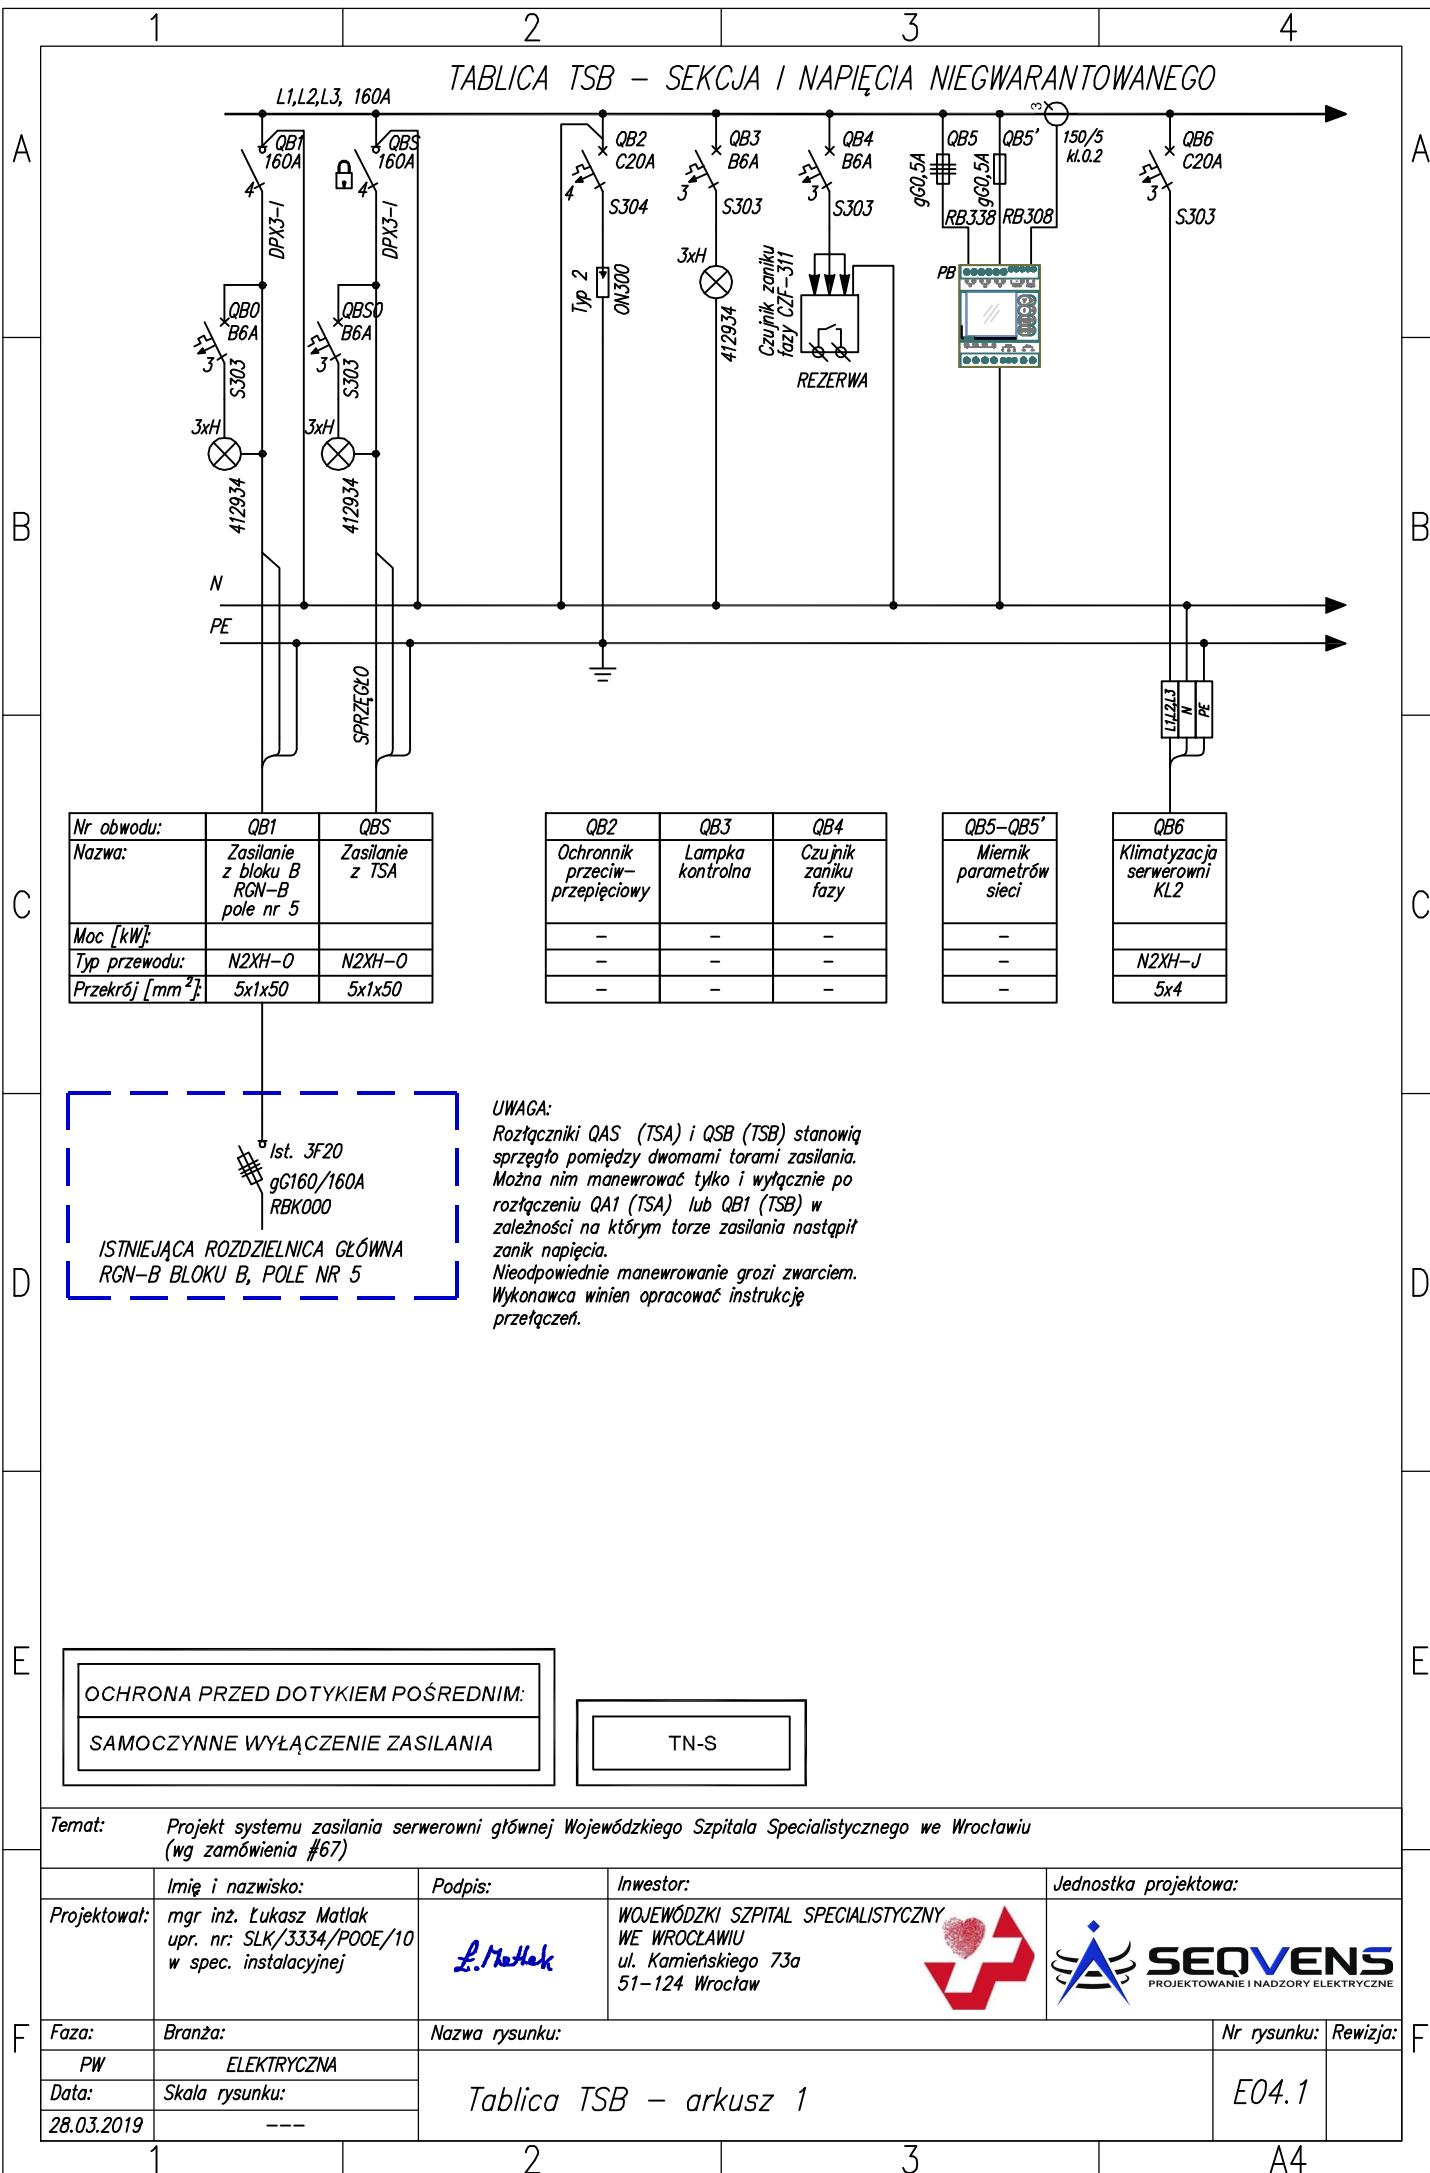 1
2
3
4
TABLICA TSB – SEKCJA I NAPIĘCIA NIEGWARANTOWANEGO
L1,L2,L3, 160A
A
A
QB1
160A
4
DPX3-I
QBS
160A
4
DPX3-I
QB2
C20A
4
S304
QB3
B6A
3
S303
QB4
B6A
3
S303
QB5
gG0,5A
RB338
QB5'
gG0,5A
RB308
3
150/5
kl.0.2
QB6
C20A
3
S303
QB0
B6A
3
S303
3xH
412934
QBS0
B6A
3
S303
3xH
412934
Typ 2
ON300
3xH
412934
Czujnik zaniku
fazy CZF-311
REZERWA
PB
B
B
N
PE
SPRZĘGŁO
L1,L2,L3
N
PE
Nr obwodu:
QB1
QBS
QB2
QB3
QB4
QB5-QB5'
QB6
Nazwa:
Zasilanie
z bloku B
RGN-B
pole nr 5
Zasilanie
z TSA
Ochronnik
przeciw-
przepięciowy
Lampka
kontrolna
Czujnik
zaniku
fazy
Miernik
parametrów
sieci
Klimatyzacja
serwerowni
KL2
C
C
Moc [kW]:
– – – –
Typ przewodu: N2XH-O N2XH-O – – – – N2XH-J
Przekrój [mm²]: 5x1x50 5x1x50 – – – – 5x4
Ist. 3F20
gG160/160A
RBK000
ISTNIEJĄCA ROZDZIELNICA GŁÓWNA
RGN-B BLOKU B, POLE NR 5
UWAGA:
Rozłączniki QAS (TSA) i QSB (TSB) stanowią
sprzęgło pomiędzy dwomami torami zasilania.
Można nim manewrować tylko i wyłącznie po
rozłączeniu QA1 (TSA) lub QB1 (TSB) w
zależności na którym torze zasilania nastąpił
zanik napięcia.
Nieodpowiednie manewrowanie grozi zwarciem.
Wykonawca winien opracować instrukcję
przełączeń.
D
D
E
E
OCHRONA PRZED DOTYKIEM POŚREDNIM:
SAMOCZYNNE WYŁĄCZENIE ZASILANIA
TN-S
Temat:
Projekt systemu zasilania serwerowni głównej Wojewódzkiego Szpitala Specialistycznego we Wrocławiu
(wg zamówienia #67)
Imię i nazwisko:
Podpis:
Inwestor:
Jednostka projektowa:
Projektował:
mgr inż. Łukasz Matlak
upr. nr: SLK/3334/POOE/10
w spec. instalacyjnej
Ł. Matlak
WOJEWÓDZKI SZPITAL SPECIALISTYCZNY
WE WROCŁAWIU
ul. Kamieńskiego 73a
51-124 Wrocław
SEQVENS
PROJEKTOWANIE I NADZORY ELEKTRYCZNE
F
F
Faza:
Branża:
Nazwa rysunku:
Nr rysunku:
Rewizja:
PW
ELEKTRYCZNA
Data:
Skala rysunku:
Tablica TSB – arkusz 1
E04.1
28.03.2019
---
1
2
3
A4